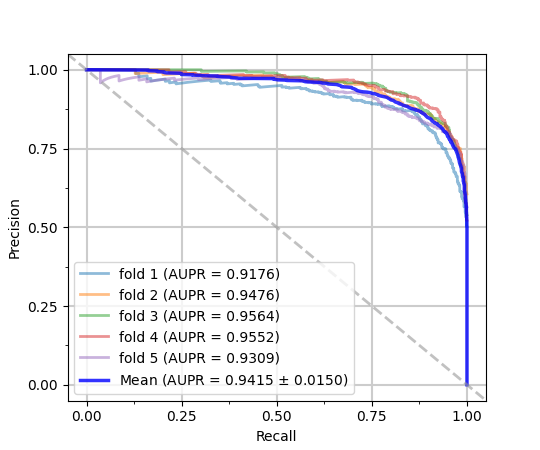 1.00
0.75
0.50
0.25
0.00
Precision
fold 1 (AUPR = 0.9176)
fold 2 (AUPR = 0.9476)
fold 3 (AUPR = 0.9564)
fold 4 (AUPR = 0.9552)
fold 5 (AUPR = 0.9309)
Mean (AUPR = 0.9415 ± 0.0150)
0.00 0.25 0.50 0.75 1.00
Recall